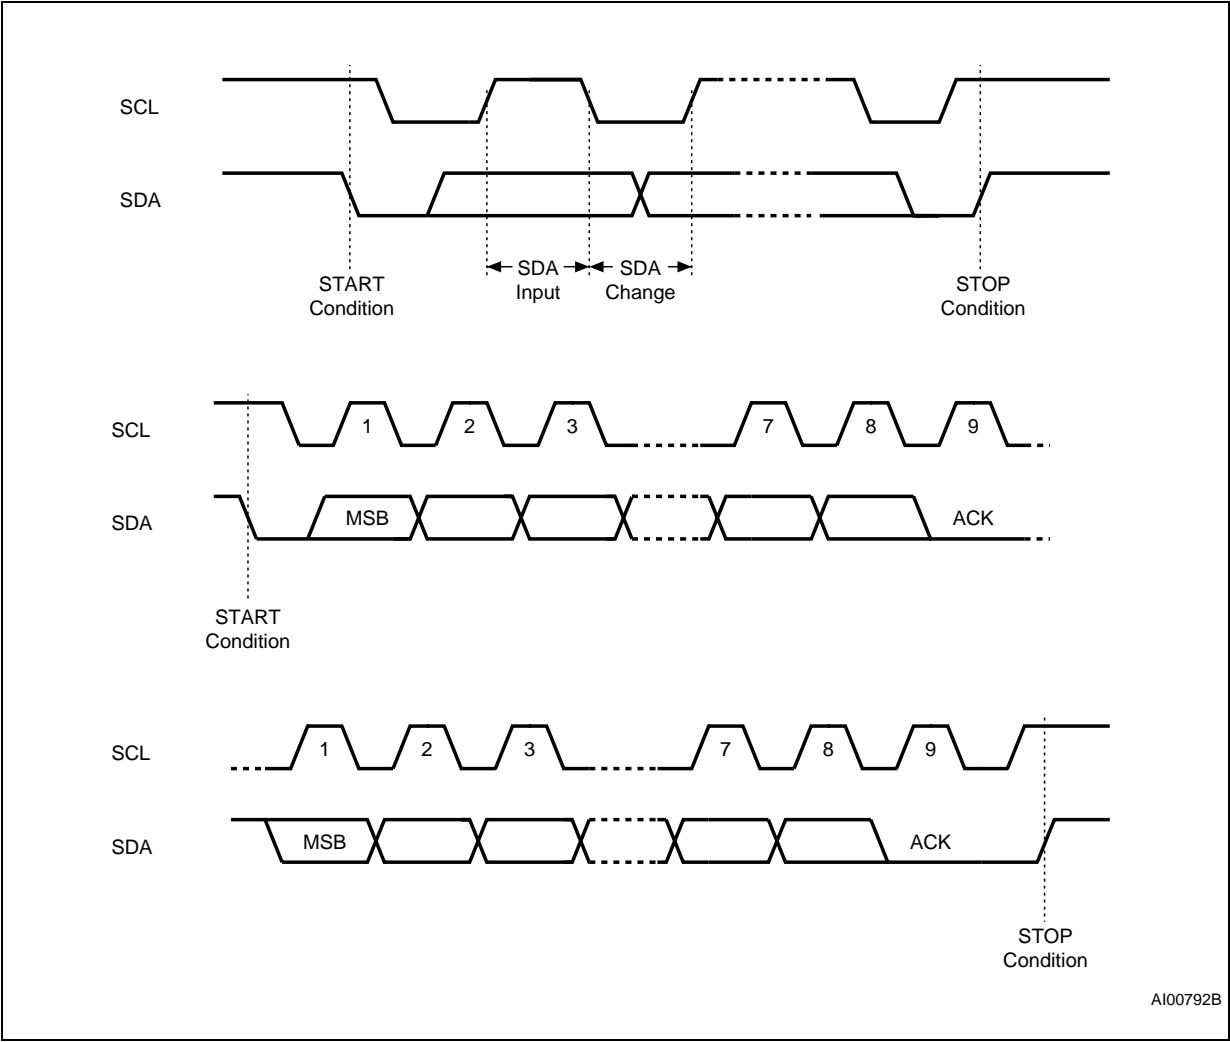 SCL
SDA
SDA
Input
SDA
Change
START
Condition
STOP
Condition
SCL
1
2
3
7
8
9
SDA
MSB
ACK
START
Condition
SCL
1
2
3
7
8
9
SDA
MSB
ACK
STOP
Condition
AI00792B